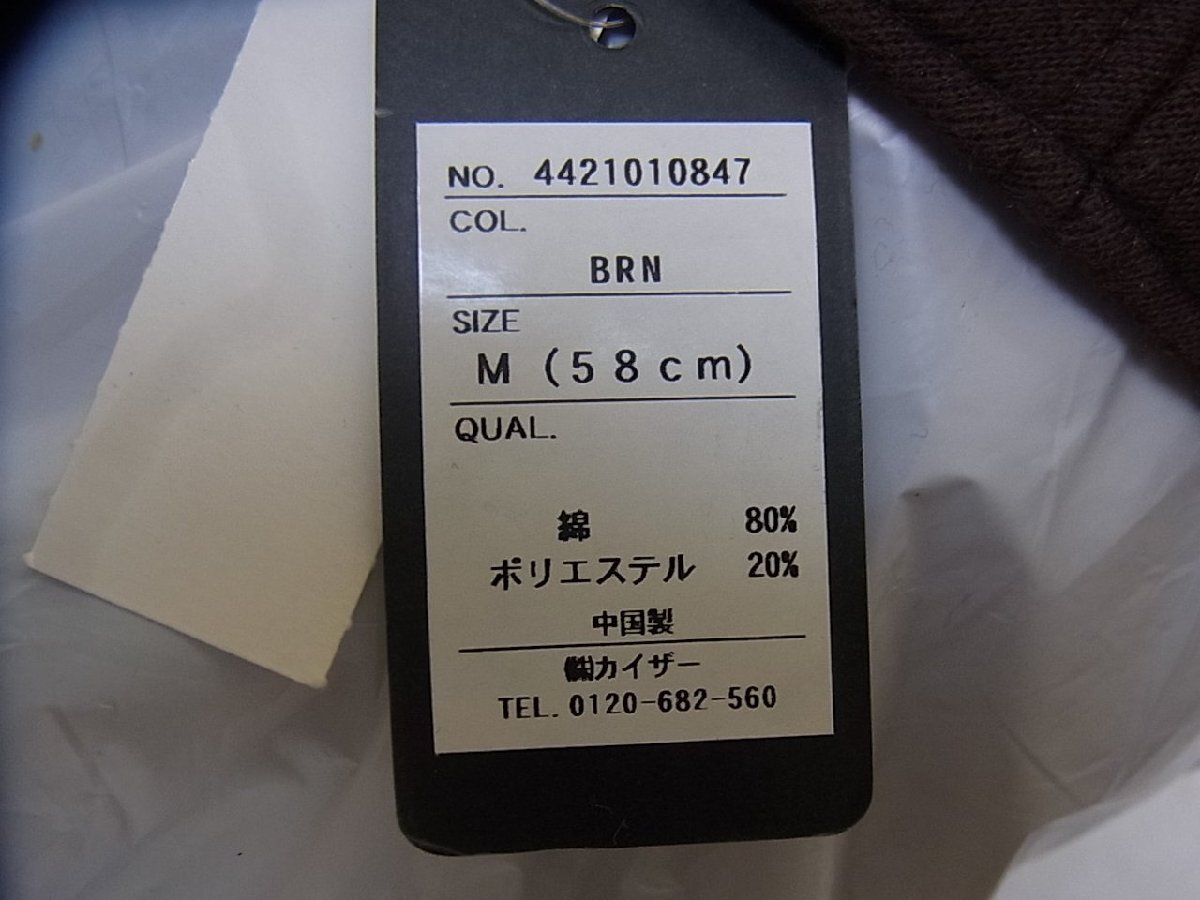 NO. 4421010847
COL.
BRN
SIZE
M (58cm)
QUAL.
綿 80%
ポリエステル 20%
中国製
㈱カイザー
TEL. 0120-682-560